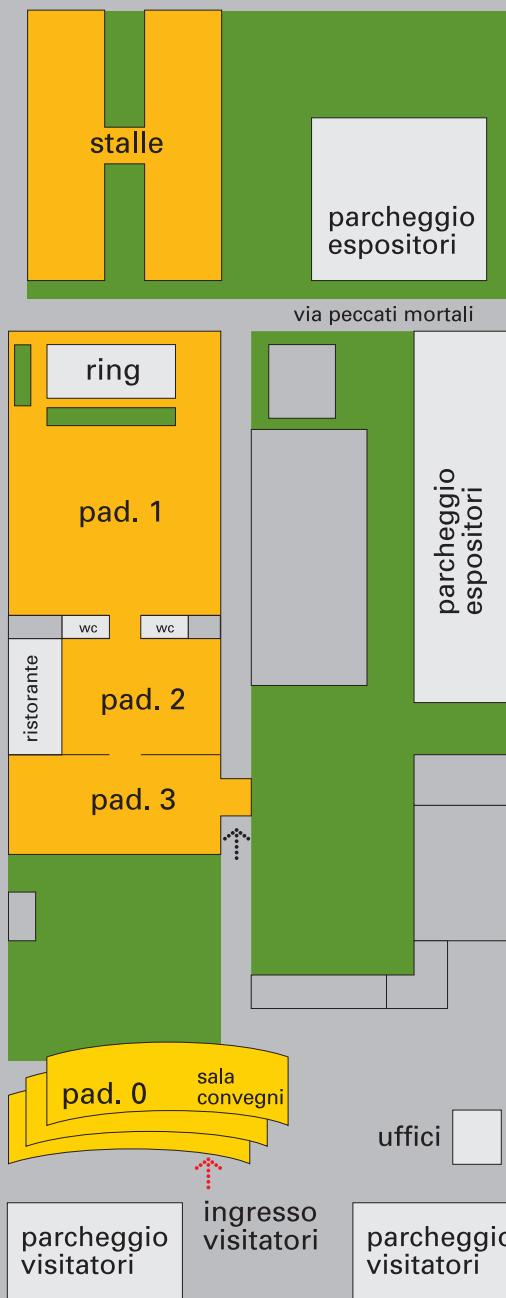 stalle
parcheggio
espositori
via peccati mortali
ring
pad. 1
parcheggio
espositori
wc
wc
ristorante
pad. 2
pad. 3
pad. 0
sala
convegni
uffici
ingresso
visitatori
parcheggio
visitatori
parcheggio
visitatori